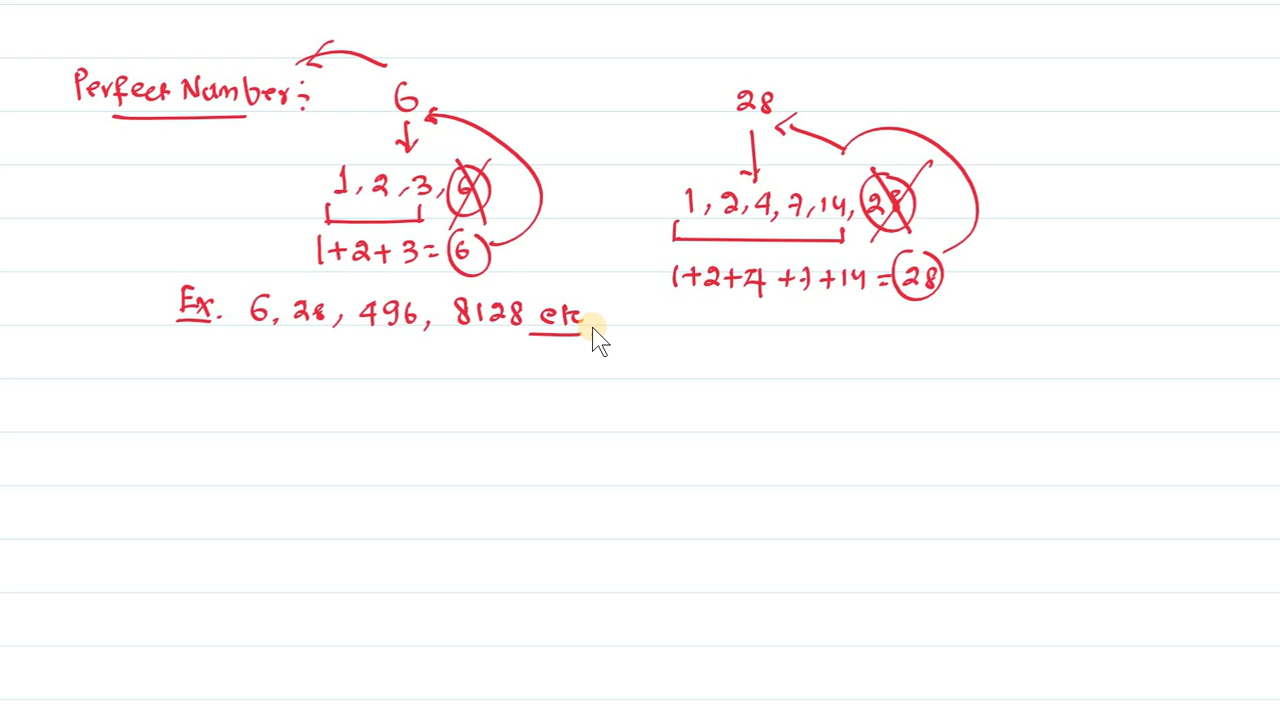 Perfect Number:
6
1, 2, 3, 6
1+2+3=6
28
1, 2, 4, 7, 14, 28
1+2+4+7+14=28
Ex. 6, 28, 496, 8128 etc